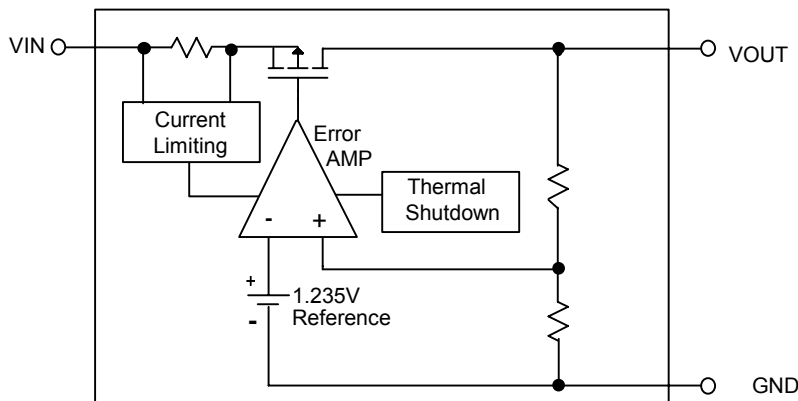 VIN
VOUT
Current
Limiting
Error
AMP
Thermal
Shutdown
- +
+
1.235V
-
Reference
GND